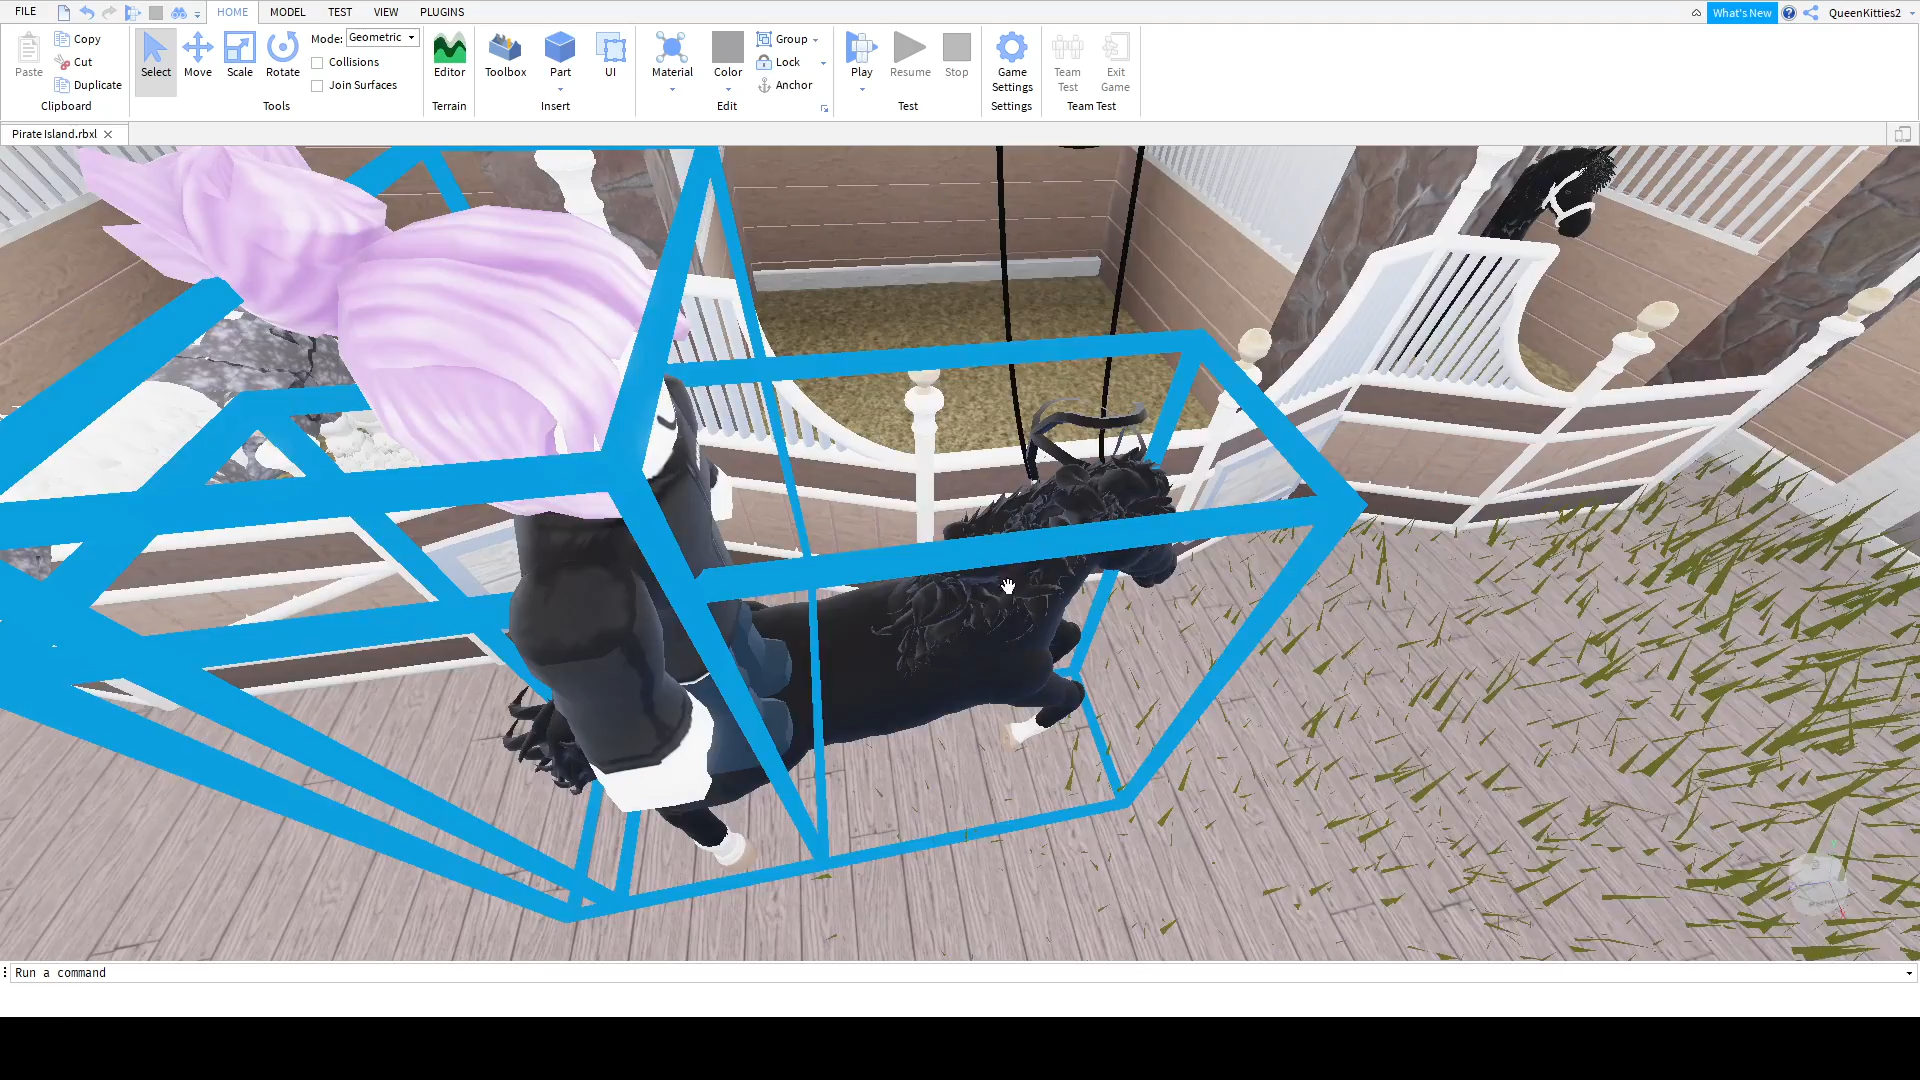 FILE HOME MODEL TEST VIEW PLUGINS What's New QueenKitties2
Paste
Copy
Cut
Duplicate
Clipboard
Select Move Scale Rotate
Mode: Geometric
Collisions
Join Surfaces
Tools
Editor
Terrain
Toolbox Part UI
Insert
Material Color
Group
Lock
Anchor
Edit
Play Resume Stop
Test
Game
Settings
Settings
Team
Test
Exit
Game
Team Test
Pirate Island.rbxl
Run a command